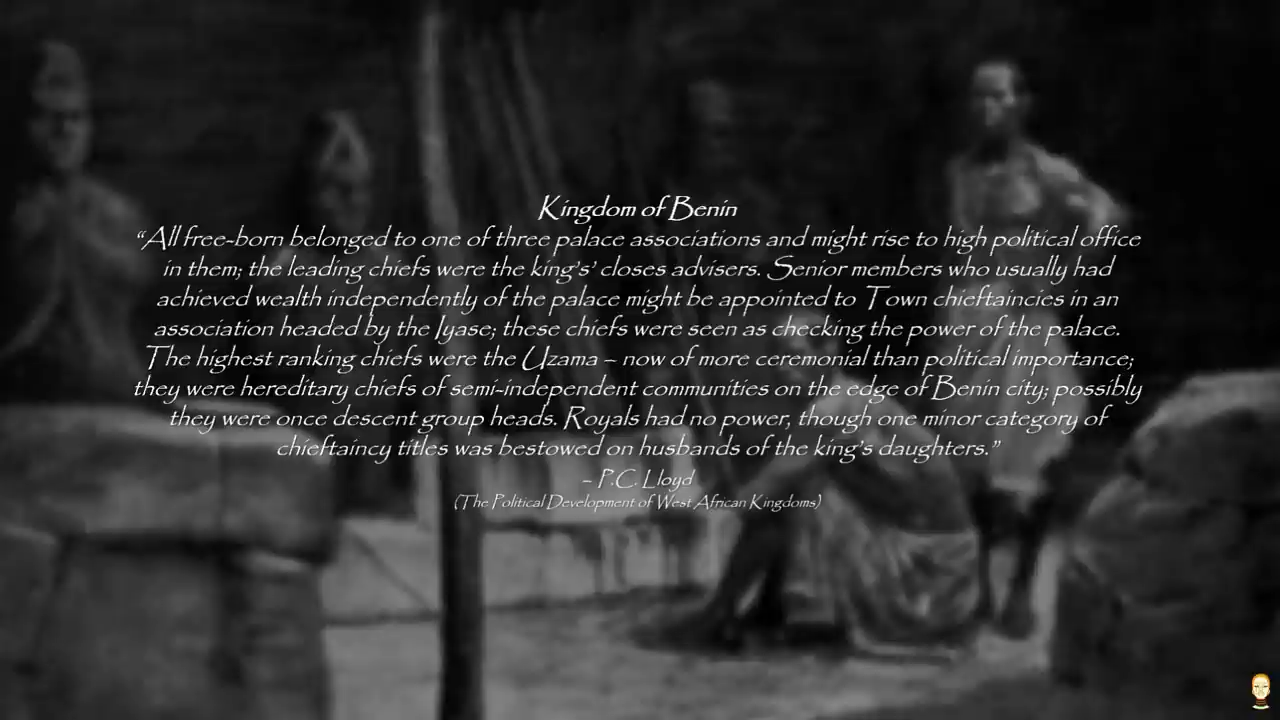 Kingdom of Benin
“All free-born belonged to one of three palace associations and might rise to high political office
in them; the leading chiefs were the king’s’ closes advisers. Senior members who usually had
achieved wealth independently of the palace might be appointed to Town chieftaincies in an
association headed by the Iyase; these chiefs were seen as checking the power of the palace.
The highest ranking chiefs were the Uzama – now of more ceremonial than political importance;
they were hereditary chiefs of semi-independent communities on the edge of Benin city; possibly
they were once descent group heads. Royals had no power, though one minor category of
chieftaincy titles was bestowed on husbands of the king’s daughters.”
– P.C. Lloyd
(The Political Development of West African Kingdoms)